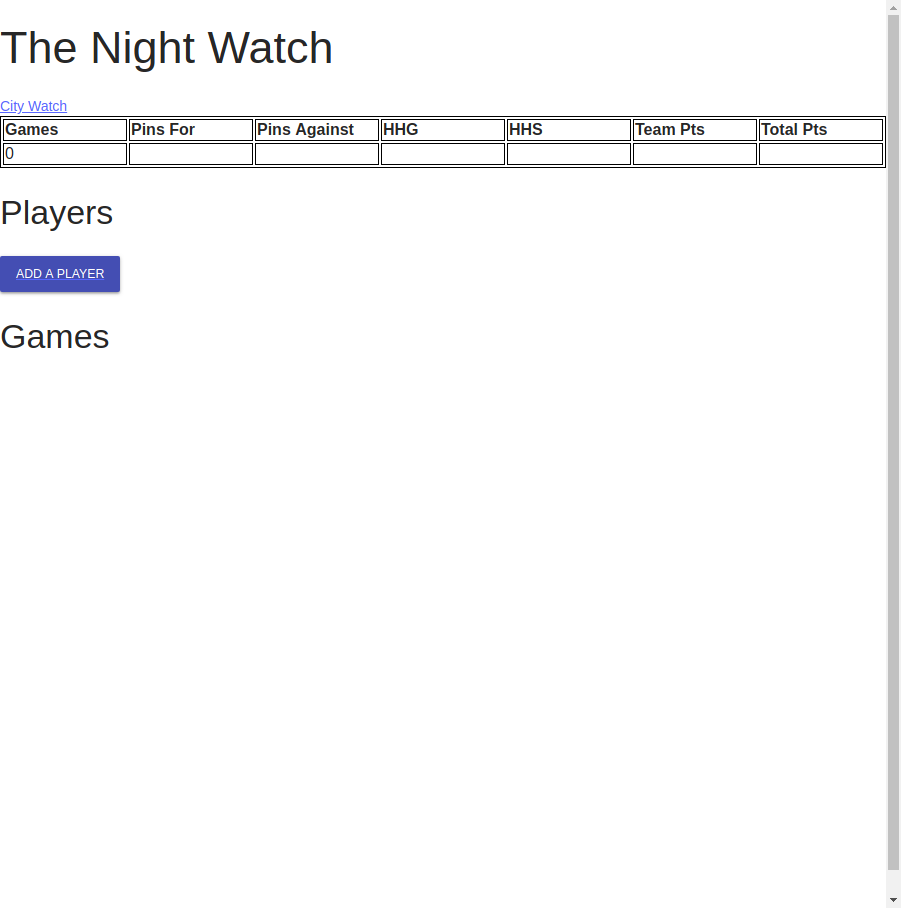 The Night Watch
City Watch
Games Pins For Pins Against HHG HHS Team Pts Total Pts
0
Players
ADD A PLAYER
Games